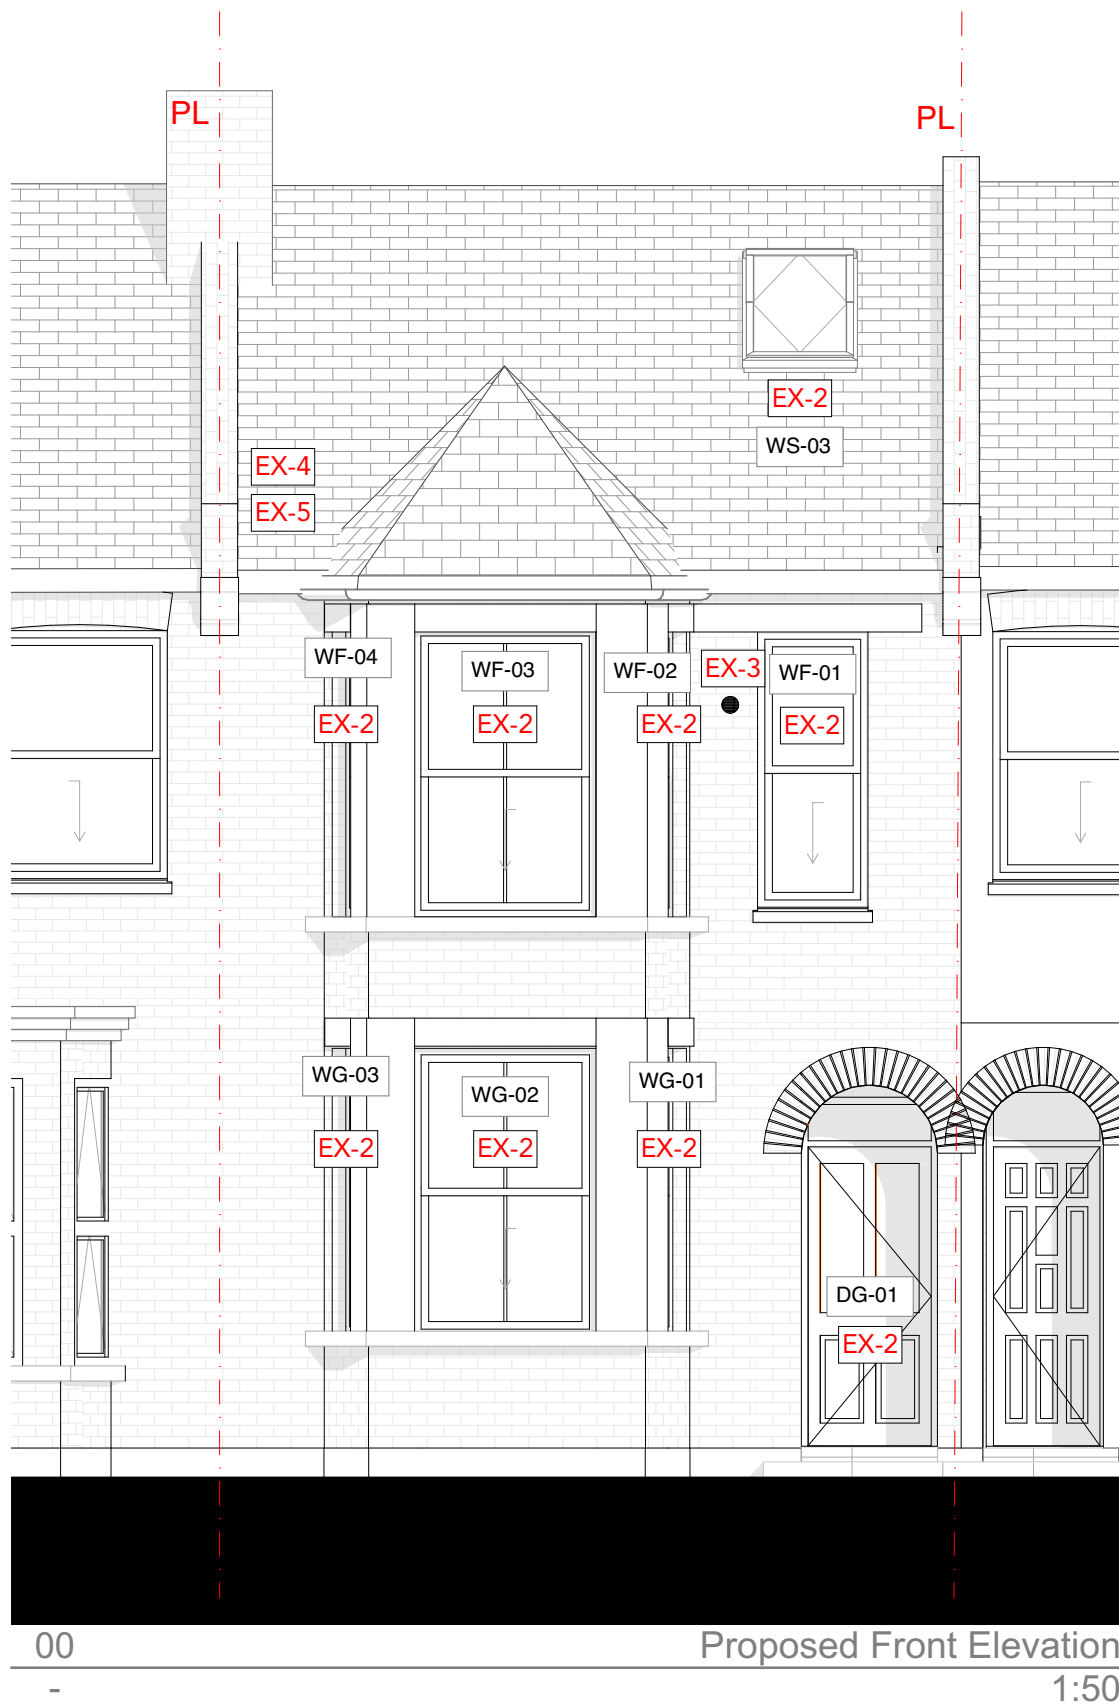 PL
PL
EX-2
WS-03
EX-4
EX-5
WF-04
WF-03
WF-02
EX-3
WF-01
EX-2
EX-2
EX-2
EX-2
WG-03
WG-02
WG-01
EX-2
EX-2
EX-2
DG-01
EX-2
00
Proposed Front Elevation
-
1:50